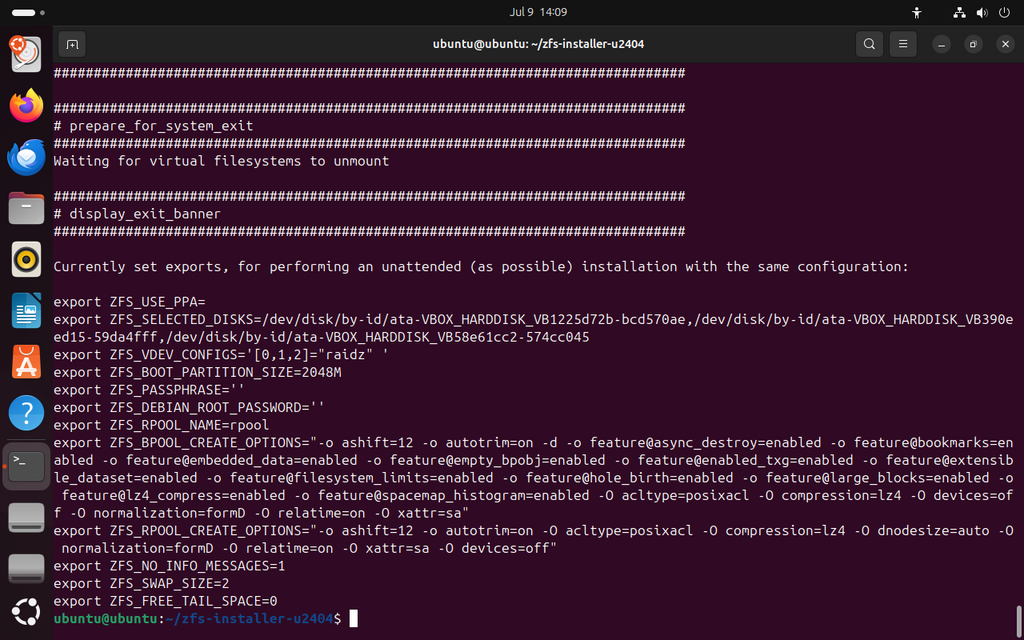 Jul 9 14:09
ubuntu@ubuntu: ~/zfs-installer-u2404
###############################################################################
###############################################################################
# prepare_for_system_exit
###############################################################################
Waiting for virtual filesystems to unmount
###############################################################################
# display_exit_banner
###############################################################################
Currently set exports, for performing an unattended (as possible) installation with the same configuration:
export ZFS_USE_PPA=
export ZFS_SELECTED_DISKS=/dev/disk/by-id/ata-VBOX_HARDDISK_VB1225d72b-bcd570ae,/dev/disk/by-id/ata-VBOX_HARDDISK_VB390e
ed15-59da4fff,/dev/disk/by-id/ata-VBOX_HARDDISK_VB58e61cc2-574cc045
export ZFS_VDEV_CONFIGS='[0,1,2]="raidz" '
export ZFS_BOOT_PARTITION_SIZE=2048M
export ZFS_PASSPHRASE=''
export ZFS_DEBIAN_ROOT_PASSWORD=''
export ZFS_RPOOL_NAME=rpool
export ZFS_BPOOL_CREATE_OPTIONS="-o ashift=12 -o autotrim=on -d -o feature@async_destroy=enabled -o feature@bookmarks=en
abled -o feature@embedded_data=enabled -o feature@empty_bpobj=enabled -o feature@enabled_txg=enabled -o feature@extensib
le_dataset=enabled -o feature@filesystem_limits=enabled -o feature@hole_birth=enabled -o feature@large_blocks=enabled -o
 feature@lz4_compress=enabled -o feature@spacemap_histogram=enabled -O acltype=posixacl -O compression=lz4 -O devices=of
f -O normalization=formD -O relatime=on -O xattr=sa"
export ZFS_RPOOL_CREATE_OPTIONS="-o ashift=12 -o autotrim=on -O acltype=posixacl -O compression=lz4 -O dnodesize=auto -O
 normalization=formD -O relatime=on -O xattr=sa -O devices=off"
export ZFS_NO_INFO_MESSAGES=1
export ZFS_SWAP_SIZE=2
export ZFS_FREE_TAIL_SPACE=0
ubuntu@ubuntu:~/zfs-installer-u2404$